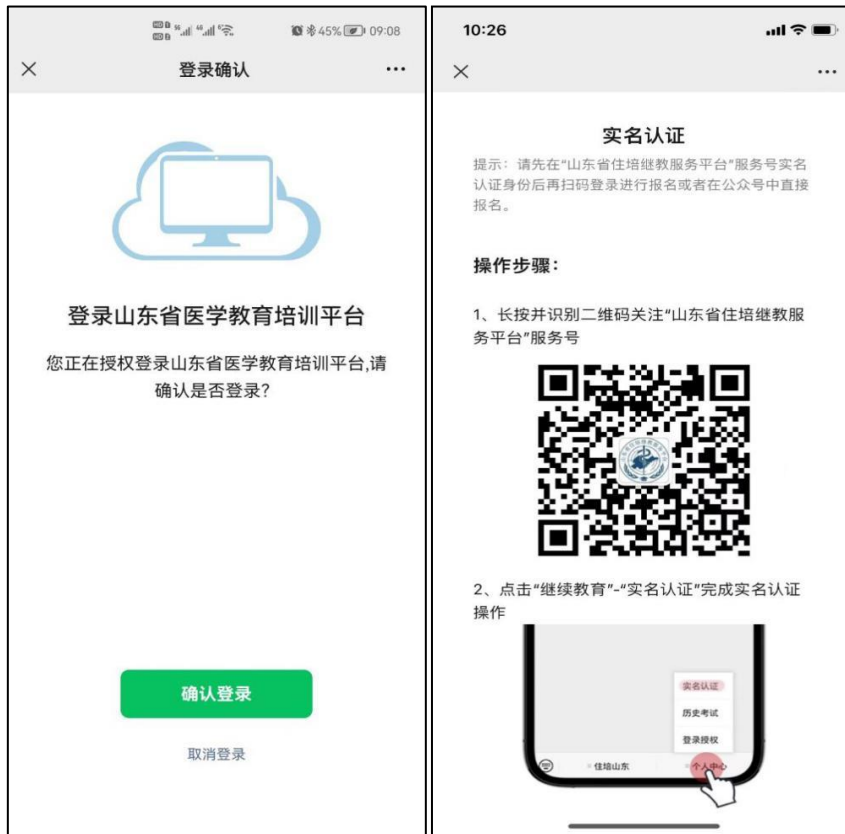 45% 09:08
登录确认
登录山东省医学教育培训平台
您正在授权登录山东省医学教育培训平台,请
确认是否登录?
确认登录
取消登录
10:26
实名认证
提示：请先在“山东省住培继教服务平台”服务号实名
认证身份后再扫码登录进行报名或者在公众号中直接
报名。
操作步骤：
1、长按并识别二维码关注“山东省住培继教服
务平台”服务号
2、点击“继续教育”-“实名认证”完成实名认证
操作
实名认证
历史考试
登录授权
住培山东
个人中心